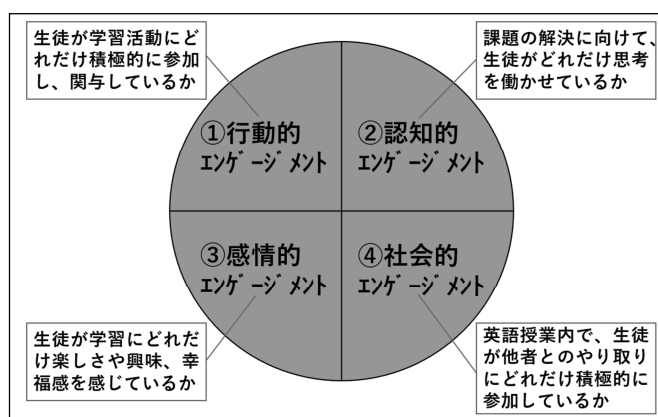 生徒が学習活動にど
れだけ積極的に参加
し、関与しているか
課題の解決に向けて、
生徒がどれだけ思考
を働かせているか
①行動的
ｴﾝｹﾞｰｼﾞﾒﾝﾄ
②認知的
ｴﾝｹﾞｰｼﾞﾒﾝﾄ
③感情的
ｴﾝｹﾞｰｼﾞﾒﾝﾄ
④社会的
ｴﾝｹﾞｰｼﾞﾒﾝﾄ
生徒が学習にどれだ
け楽しさや興味、幸
福感を感じているか
英語授業内で、生徒
が他者とのやり取り
にどれだけ積極的に
参加しているか